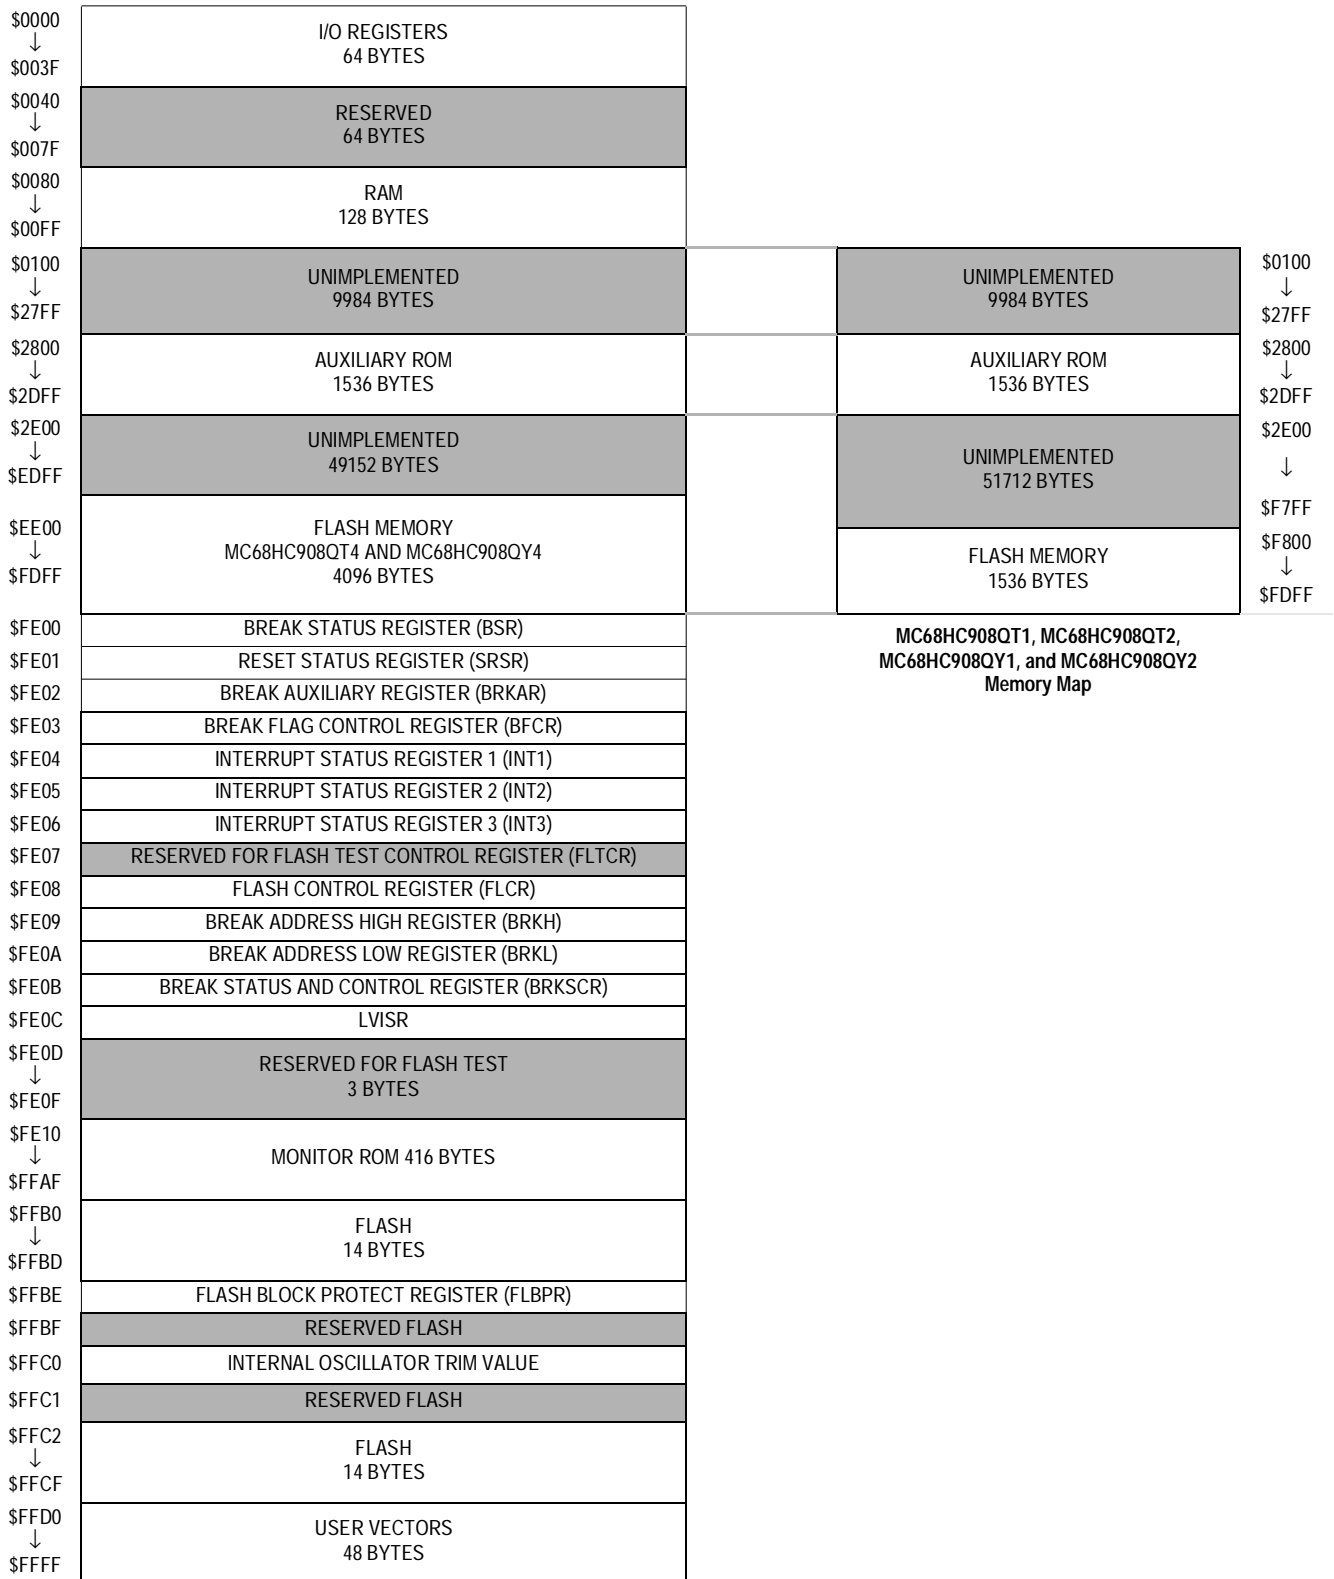 $0000
↓
$003F
I/O REGISTERS
64 BYTES
$0040
↓
$007F
RESERVED
64 BYTES
$0080
↓
$00FF
RAM
128 BYTES
$0100
↓
$27FF
UNIMPLEMENTED
9984 BYTES
UNIMPLEMENTED
9984 BYTES
$0100
↓
$27FF
$2800
↓
$2DFF
AUXILIARY ROM
1536 BYTES
AUXILIARY ROM
1536 BYTES
$2800
↓
$2DFF
$2E00
↓
$EDFF
UNIMPLEMENTED
49152 BYTES
UNIMPLEMENTED
51712 BYTES
$2E00
↓
$F7FF
$EE00
↓
$FDFF
FLASH MEMORY
MC68HC908QT4 AND MC68HC908QY4
4096 BYTES
FLASH MEMORY
1536 BYTES
$F800
↓
$FDFF
MC68HC908QT1, MC68HC908QT2,
MC68HC908QY1, and MC68HC908QY2
Memory Map
$FE00 BREAK STATUS REGISTER (BSR)
$FE01 RESET STATUS REGISTER (SRSR)
$FE02 BREAK AUXILIARY REGISTER (BRKAR)
$FE03 BREAK FLAG CONTROL REGISTER (BFCR)
$FE04 INTERRUPT STATUS REGISTER 1 (INT1)
$FE05 INTERRUPT STATUS REGISTER 2 (INT2)
$FE06 INTERRUPT STATUS REGISTER 3 (INT3)
$FE07 RESERVED FOR FLASH TEST CONTROL REGISTER (FLTCR)
$FE08 FLASH CONTROL REGISTER (FLCR)
$FE09 BREAK ADDRESS HIGH REGISTER (BRKH)
$FE0A BREAK ADDRESS LOW REGISTER (BRKL)
$FE0B BREAK STATUS AND CONTROL REGISTER (BRKSCR)
$FE0C LVISR
$FE0D
↓
$FE0F
RESERVED FOR FLASH TEST
3 BYTES
$FE10
↓
$FFAF
MONITOR ROM 416 BYTES
$FFB0
↓
$FFBD
FLASH
14 BYTES
$FFBE FLASH BLOCK PROTECT REGISTER (FLBPR)
$FFBF RESERVED FLASH
$FFC0 INTERNAL OSCILLATOR TRIM VALUE
$FFC1 RESERVED FLASH
$FFC2
↓
$FFCF
FLASH
14 BYTES
$FFD0
↓
$FFFF
USER VECTORS
48 BYTES